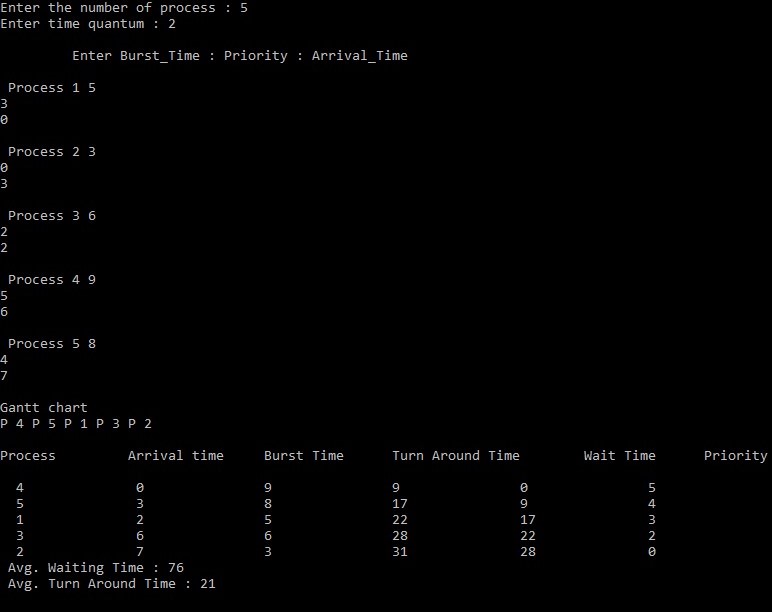 Enter the number of process : 5
Enter time quantum : 2
Enter Burst_Time : Priority : Arrival_Time
Process 1 5
3
0
Process 2 3
0
3
Process 3 6
2
2
Process 4 9
5
6
Process 5 8
4
7
Gantt chart
P 4 P 5 P 1 P 3 P 2
Process Arrival time Burst Time Turn Around Time Wait Time Priority
4 0 9 9 0 5
5 3 8 17 9 4
1 2 5 22 17 3
3 6 6 28 22 2
2 7 3 31 28 0
Avg. Waiting Time : 76
Avg. Turn Around Time : 21